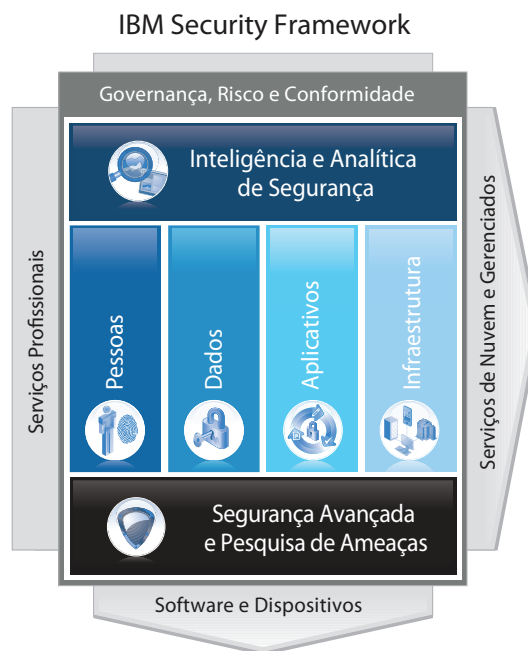 IBM Security Framework
Governança, Risco e Conformidade
Inteligência e Analítica
de Segurança
Serviços Profissionais
Pessoas
Dados
Aplicativos
Infraestrutura
Serviços de Nuvem e Gerenciados
Segurança Avançada
e Pesquisa de Ameaças
Software e Dispositivos